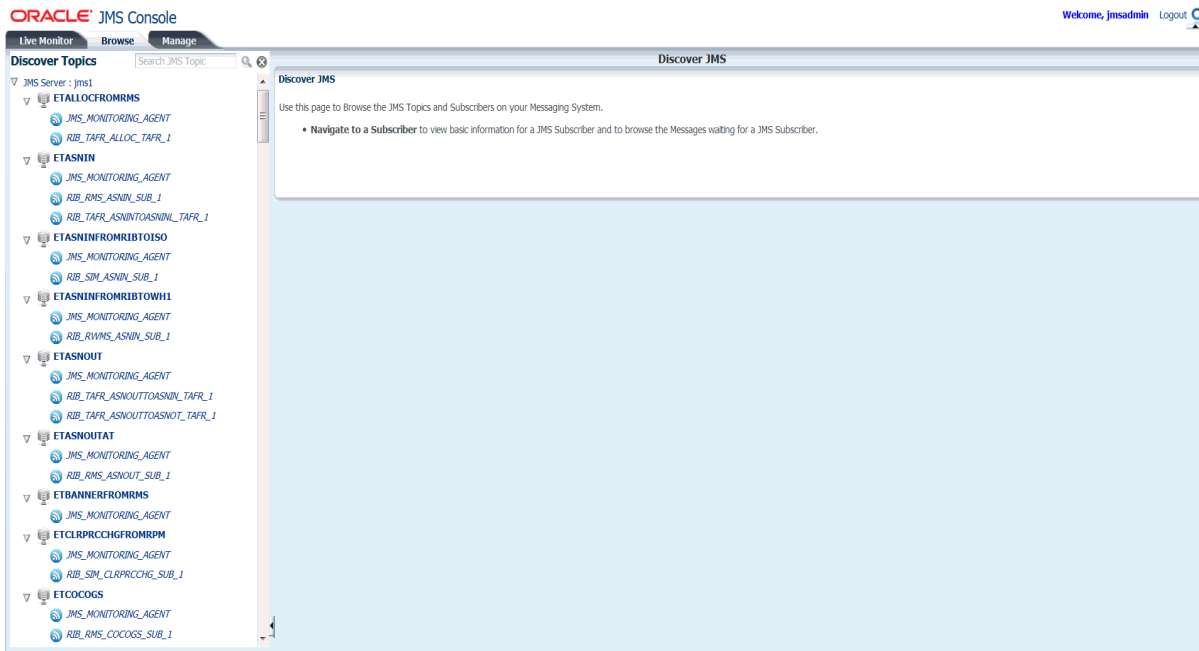 ORACLE' JMS Console
Welcome, jmsadmin Logout
Live Monitor Browse Manage
Discover Topics Search JMS Topic
JMS Server : jms1
ETALLOCFROMRMS
JMS_MONITORING_AGENT
RIB_TAFR_ALLOC_TAFR_1
ETASNIN
JMS_MONITORING_AGENT
RIB_RMS_ASNIN_SUB_1
RIB_TAFR_ASNINTOASNINL_TAFR_1
ETASNINFROMRIBTOISO
JMS_MONITORING_AGENT
RIB_SIM_ASNIN_SUB_1
ETASNINFROMRIBTOWH1
JMS_MONITORING_AGENT
RIB_RWMS_ASNIN_SUB_1
ETASNOUT
JMS_MONITORING_AGENT
RIB_TAFR_ASNOUTTOASNIN_TAFR_1
RIB_TAFR_ASNOUTTOASNOT_TAFR_1
ETASNOUTAT
JMS_MONITORING_AGENT
RIB_RMS_ASNOUT_SUB_1
ETBANNERFROMRMS
JMS_MONITORING_AGENT
ETCLRPRCCHGFROMRPM
JMS_MONITORING_AGENT
RIB_SIM_CLRPRCCHG_SUB_1
ETCOCOGS
JMS_MONITORING_AGENT
RIB_RMS_COCOGS_SUB_1
Discover JMS
Discover JMS
Use this page to Browse the JMS Topics and Subscribers on your Messaging System.
• Navigate to a Subscriber to view basic information for a JMS Subscriber and to browse the Messages waiting for a JMS Subscriber.